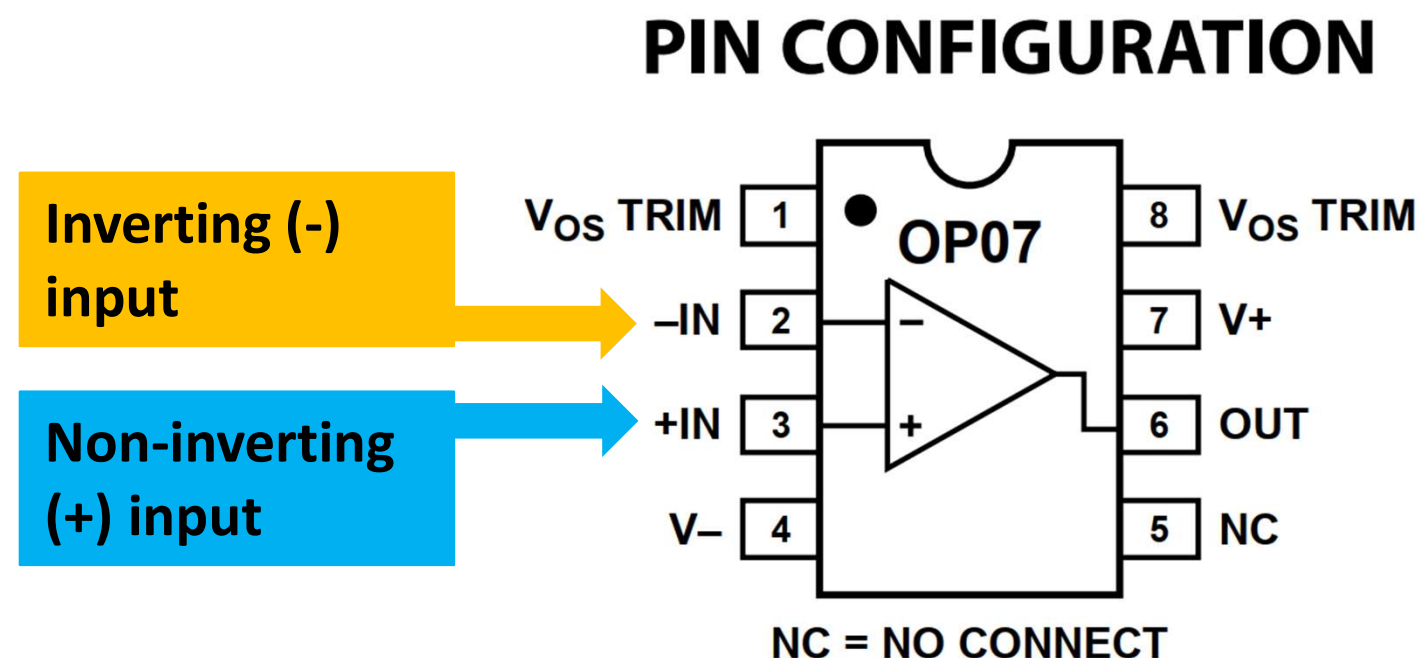 PIN CONFIGURATION
Inverting (-)
input
Non-inverting
(+) input
VOS TRIM 1 OP07 8 VOS TRIM
–IN 2 – 7 V+
+IN 3 + 6 OUT
V– 4 5 NC
NC = NO CONNECT